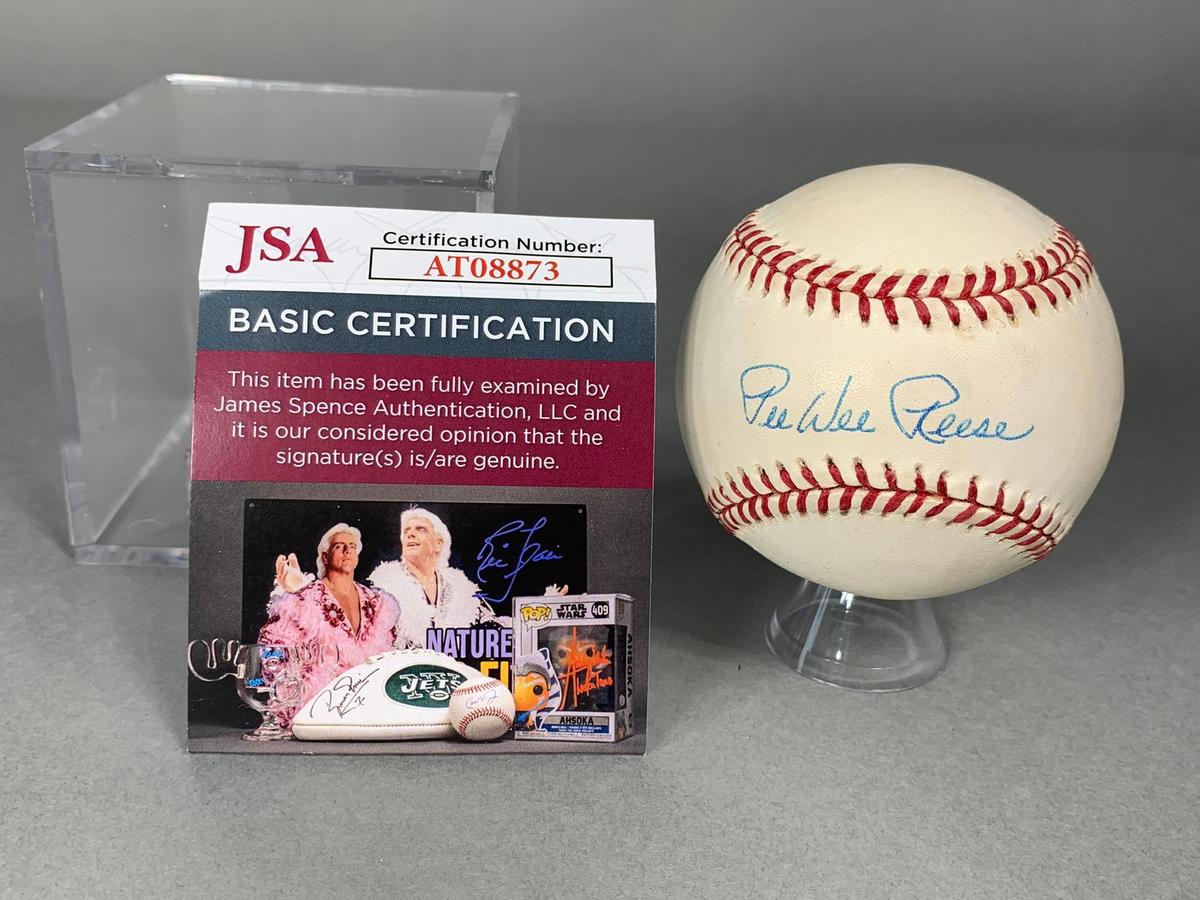 JSA
Certification Number:
AT08873
BASIC CERTIFICATION
This item has been fully examined by
James Spence Authentication, LLC and
it is our considered opinion that the
signature(s) is/are genuine.
NATURE
POP!
STAR
WARS
409
JETS
AHSOKA
AHSOKA
Pee Wee Reese